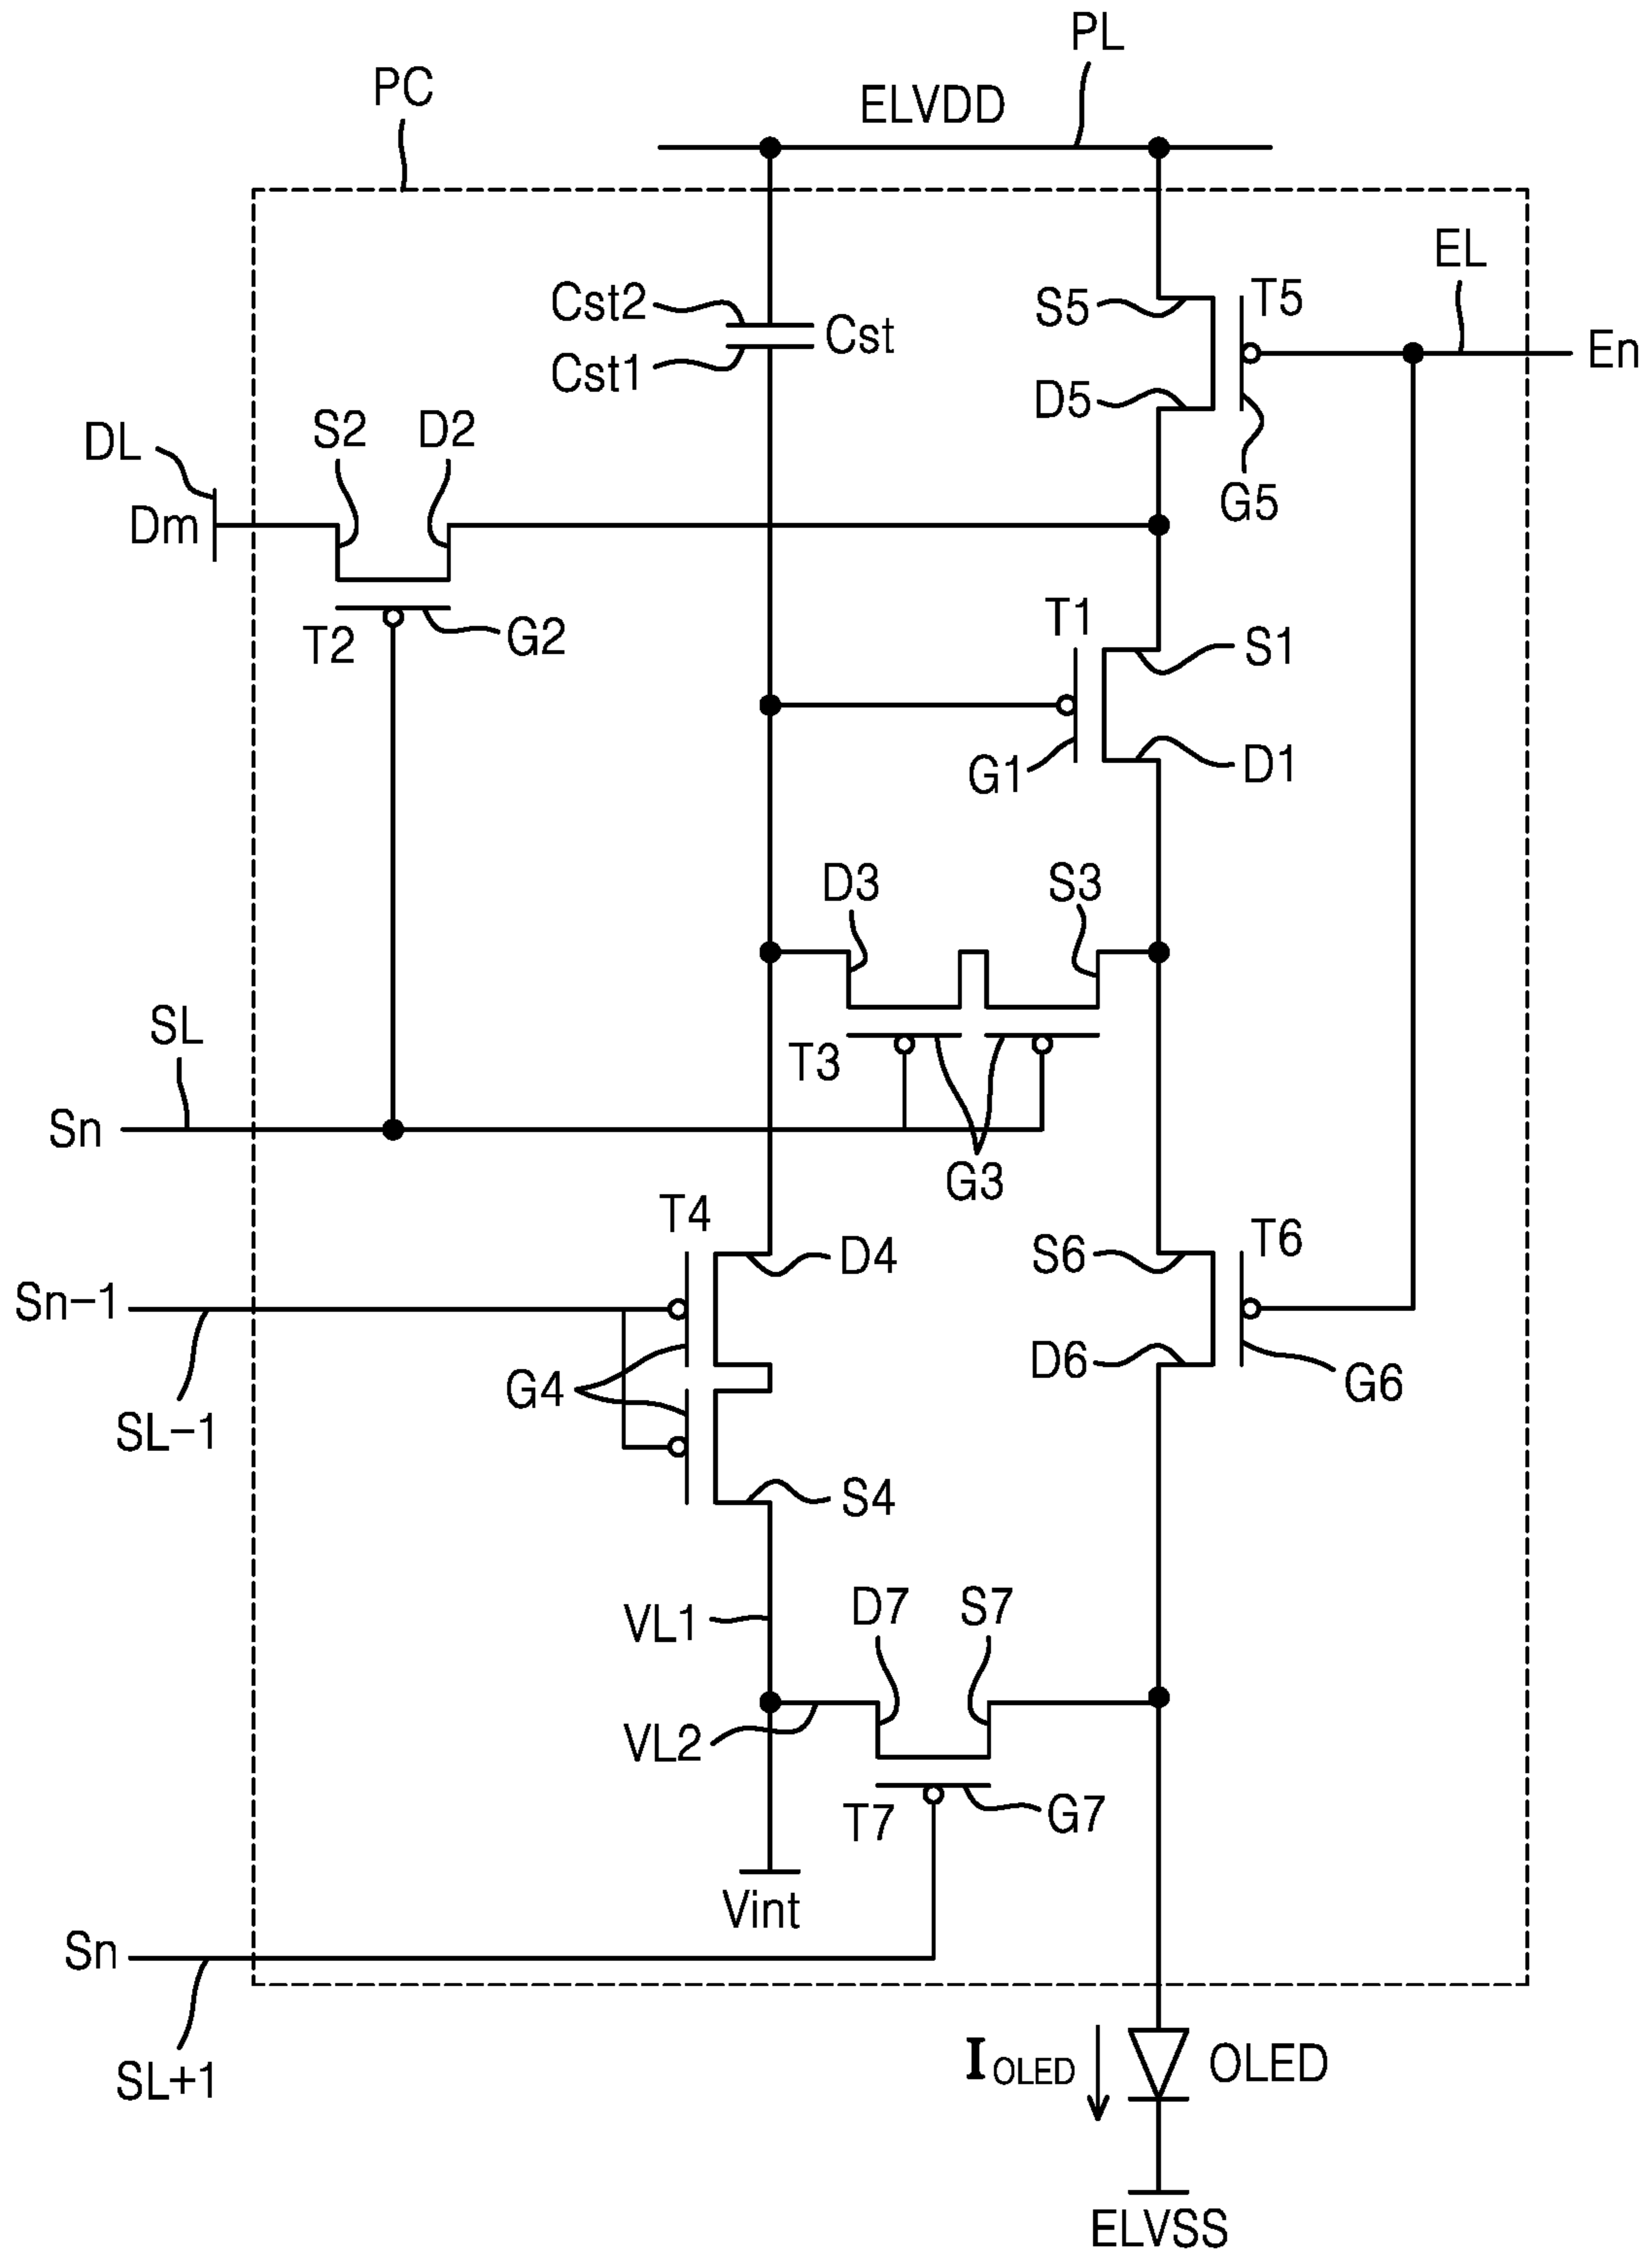 PL
PC
ELVDD
EL
Cst2
S5
T5
Cst
En
Cst1
D5
S2
D2
DL
G5
Dm
T1
G2
S1
T2
G1
D1
D3
S3
SL
T3
Sn
G3
T4
D4
S6
T6
Sn-1
D6
G4
G6
SL-1
S4
D7
S7
VL1
VL2
T7
G7
Vint
Sn
SL+1
I OLED
OLED
ELVSS